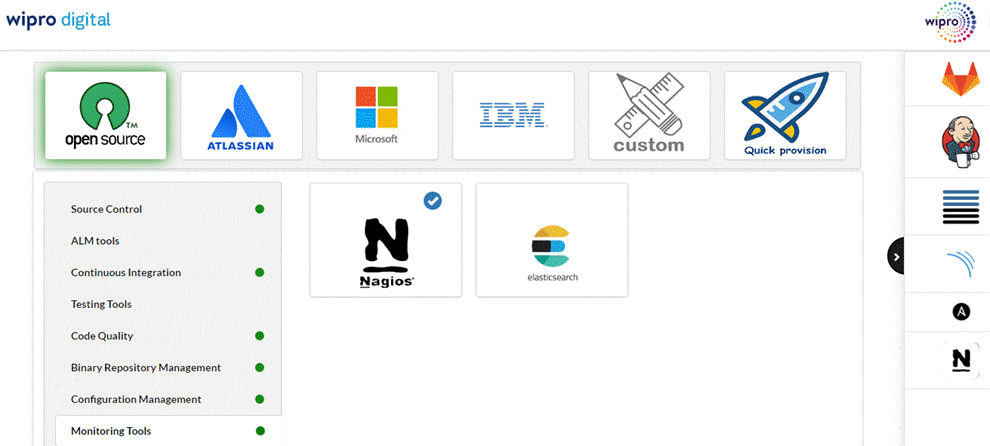 wipro digital
wipro
open source
TM
ATLASSIAN
Microsoft
IBM
custom
Quick provision
Source Control
ALM tools
Continuous Integration
Testing Tools
Code Quality
Binary Repository Management
Configuration Management
Monitoring Tools
N
Nagios®
elasticsearch
A
N